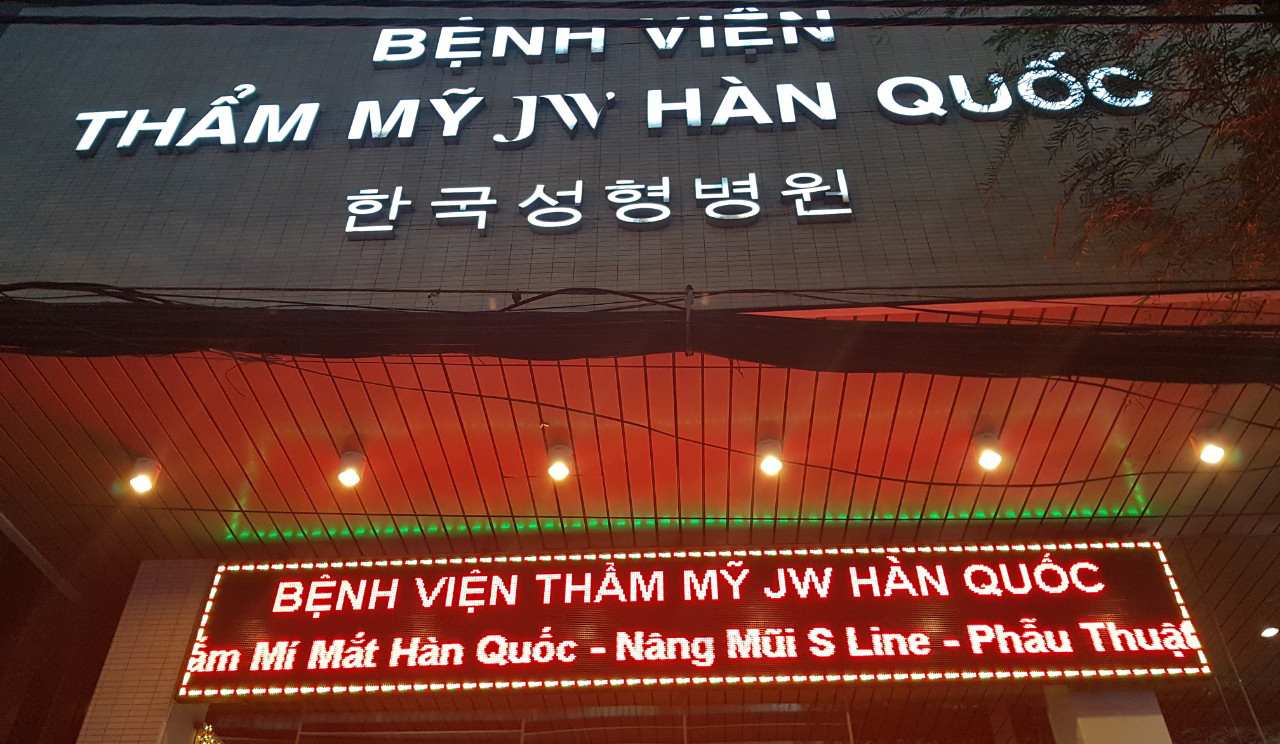 BỆNH VIỆN
THẨM MỸ JW HÀN QUỐC
한국성형병원
BỆNH VIỆN THẨM MỸ JW HÀN QUỐC
Mí Mắt Hàn Quốc - Nâng Mũi S Line - Phẫu Thuật